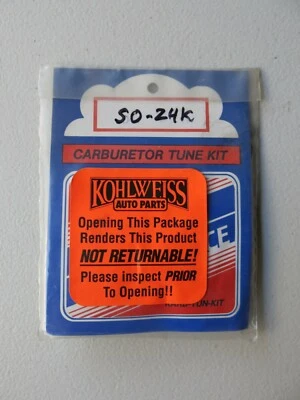 SO-24K
CARBURETOR TUNE KIT
KOHLWEISS
AUTO PARTS
Opening This Package
Renders This Product
NOT RETURNABLE!
Please inspect PRIOR
To Opening!!